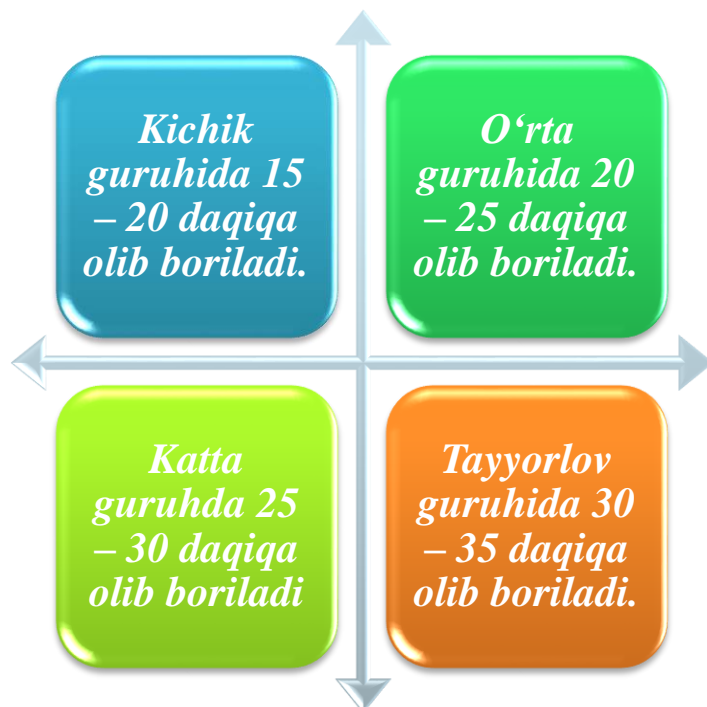 Kichik
guruhida 15
– 20 daqiqa
olib boriladi.
O‘rta
guruhida 20
– 25 daqiqa
olib boriladi.
Katta
guruhda 25
– 30 daqiqa
olib boriladi
Tayyorlov
guruhida 30
– 35 daqiqa
olib boriladi.